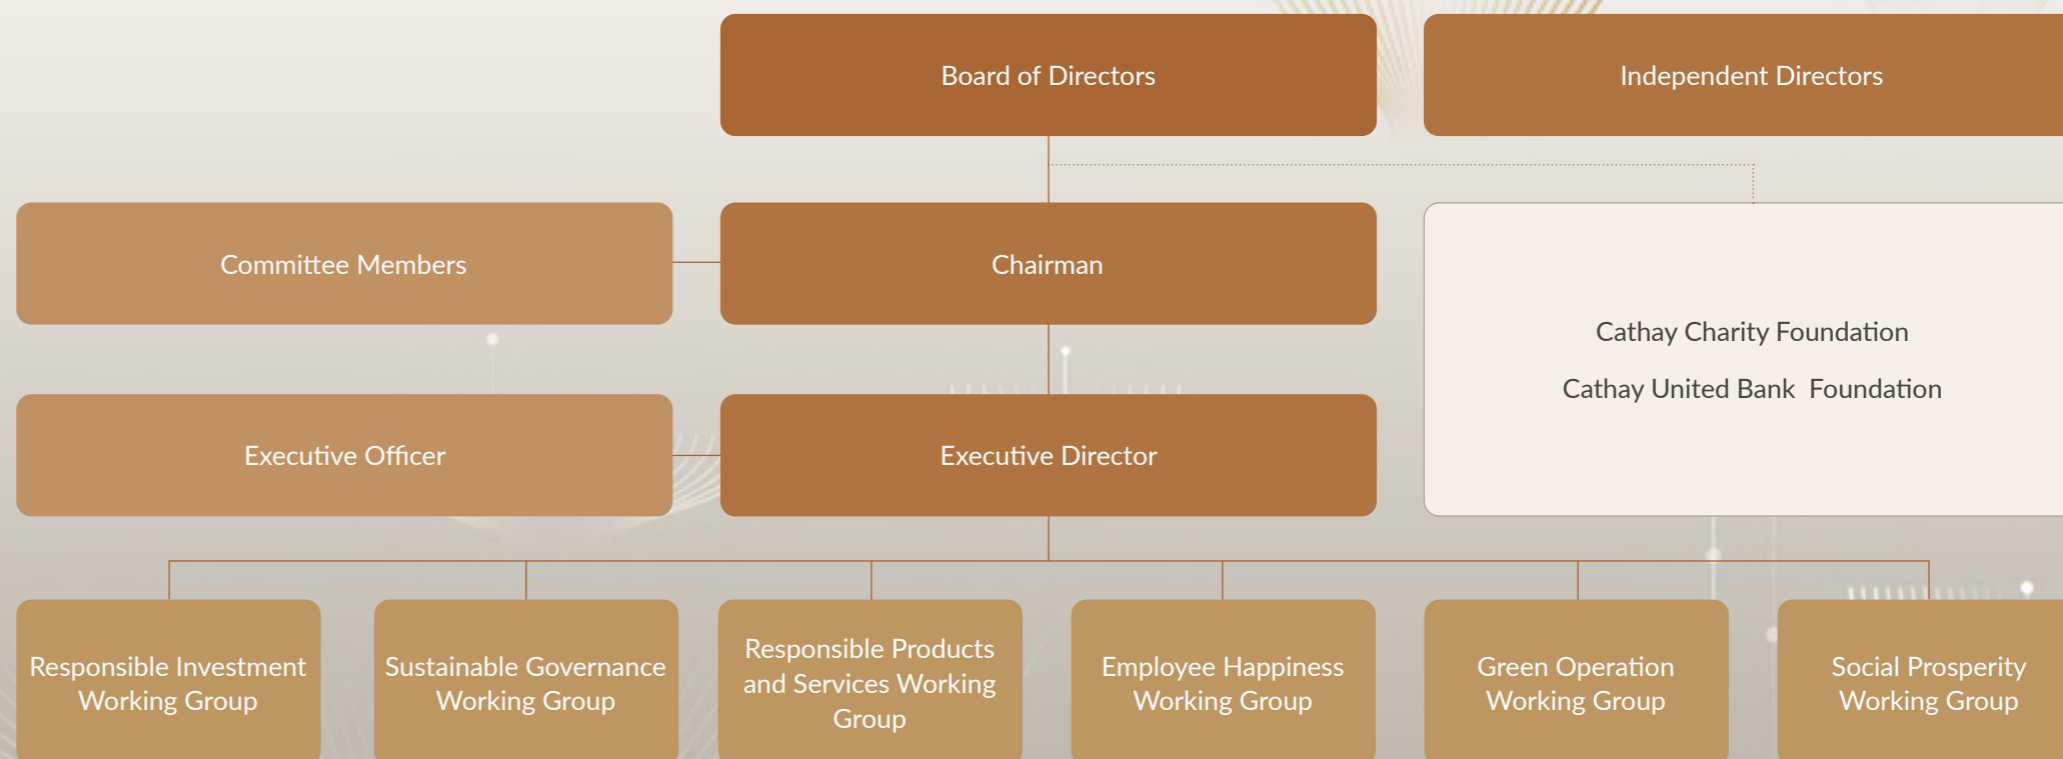 Board of Directors
Independent Directors
Committee Members
Chairman
Cathay Charity Foundation
Cathay United Bank  Foundation
Executive Officer
Executive Director
Responsible Investment
Working Group
Sustainable Governance
Working Group
Responsible Products
and Services Working
Group
Employee Happiness
Working Group
Green Operation
Working Group
Social Prosperity
Working Group